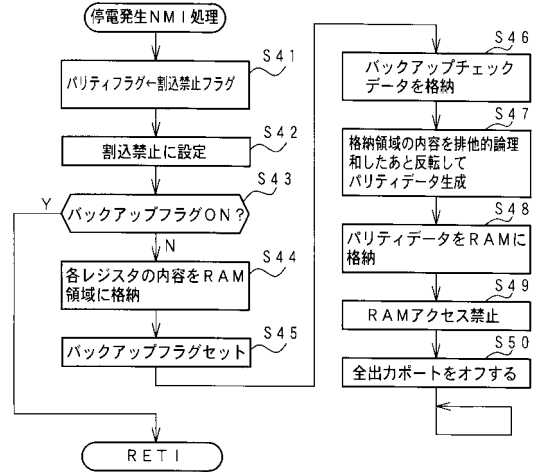 停電発生NMI処理
S41
パリティフラグ←割込禁止フラグ
S42
割込禁止に設定
S43
Y
バックアップフラグON?
N
S44
各レジスタの内容をRAM
領域に格納
S45
バックアップフラグセット
RETI
S46
バックアップチェック
データを格納
S47
格納領域の内容を排他的論理
和したあと反転して
パリティデータ生成
S48
パリティデータをRAMに
格納
S49
RAMアクセス禁止
S50
全出力ポートをオフする